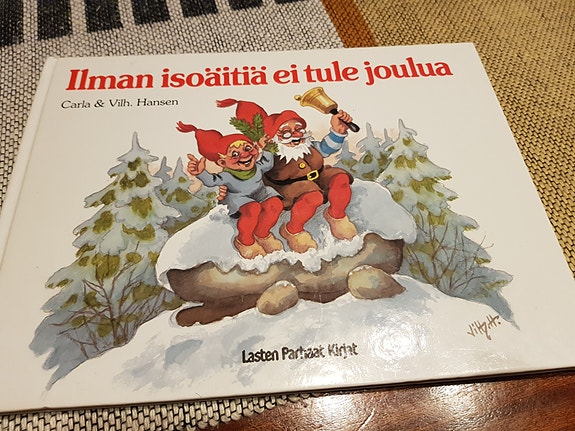 Ilman isoäitiä ei tule joulua
Carla & Vilh. Hansen
Lasten Parhaat Kirjat